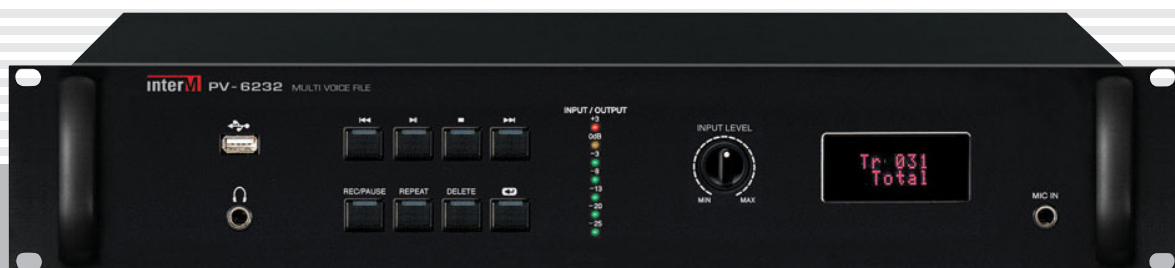 interM PV-6232 MULTI VOICE FILE
INPUT / OUTPUT
+3
0dB
-3
-8
-13
-20
-25
REC/PAUSE REPEAT DELETE
INPUT LEVEL
MIN MAX
Tr 031
Total
MIC IN